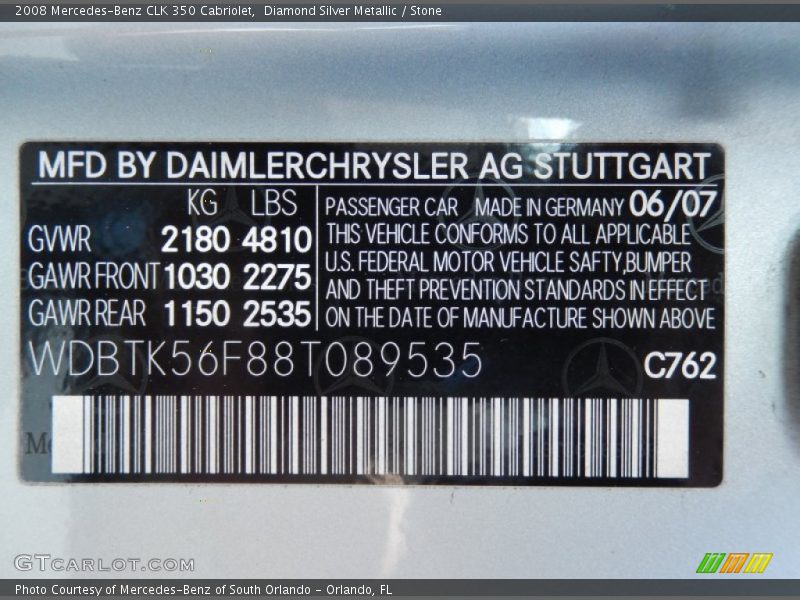 2008 Mercedes-Benz CLK 350 Cabriolet,  Diamond Silver Metallic / Stone
MFD BY DAIMLERCHRYSLER AG STUTTGART
KG LBS
GVWR 2180 4810
GAWR FRONT 1030 2275
GAWR REAR 1150 2535
PASSENGER CAR MADE IN GERMANY 06/07
THIS VEHICLE CONFORMS TO ALL APPLICABLE
U.S. FEDERAL MOTOR VEHICLE SAFTY,BUMPER
AND THEFT PREVENTION STANDARDS IN EFFECT
ON THE DATE OF MANUFACTURE SHOWN ABOVE
WDBTK56F88T089535 C762
GTCARLOT.COM
Photo Courtesy of Mercedes-Benz of South Orlando - Orlando, FL